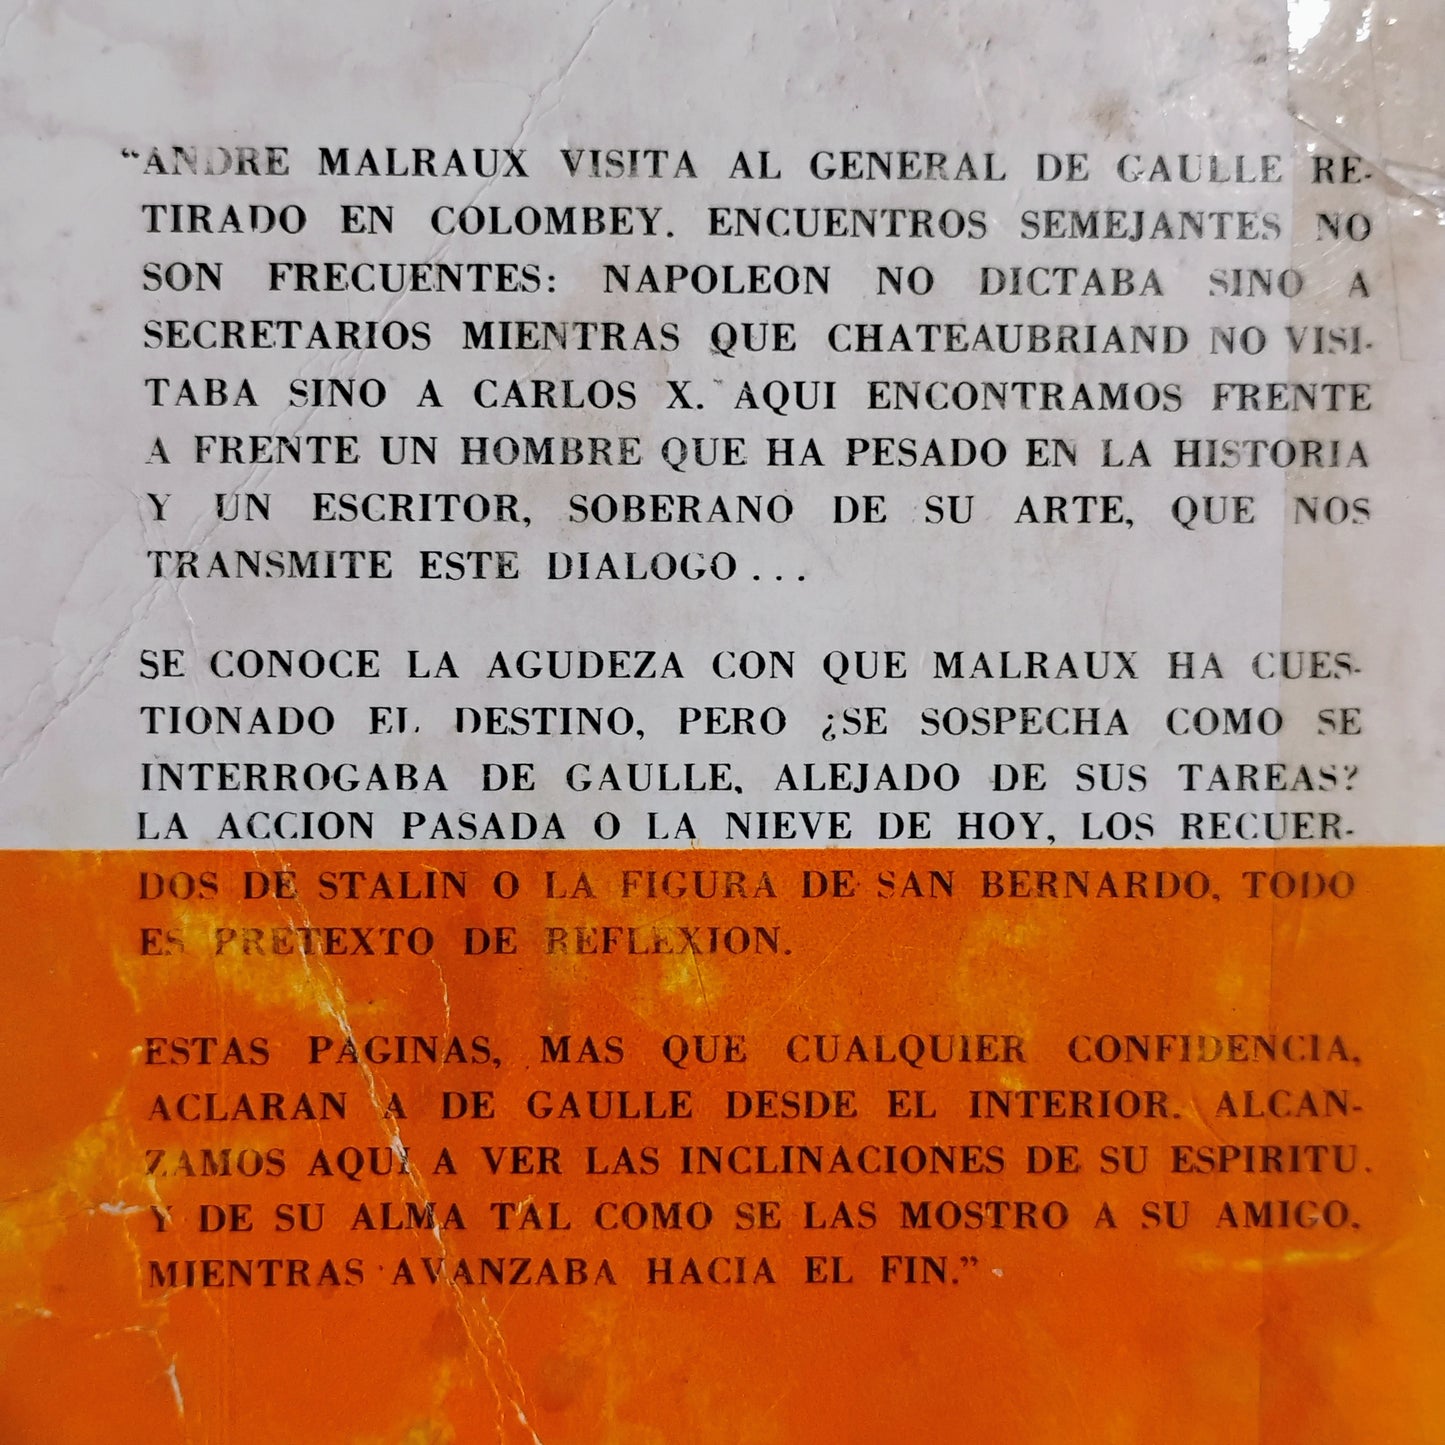 “ANDRE MALRAUX VISITA AL GENERAL DE GAULLE RE-
TIRADO EN COLOMBEY. ENCUENTROS SEMEJANTES NO
SON FRECUENTES: NAPOLEON NO DICTABA SINO A
SECRETARIOS MIENTRAS QUE CHATEAUBRIAND NO VISI-
TABA SINO A CARLOS X. AQUI ENCONTRAMOS FRENTE
A FRENTE UN HOMBRE QUE HA PESADO EN LA HISTORIA
Y UN ESCRITOR, SOBERANO DE SU ARTE, QUE NOS
TRANSMITE ESTE DIALOGO...
SE CONOCE LA AGUDEZA CON QUE MALRAUX HA CUES-
TIONADO EL DESTINO, PERO ¿SE SOSPECHA COMO SE
INTERROGABA DE GAULLE, ALEJADO DE SUS TAREAS?
LA ACCION PASADA O LA NIEVE DE HOY, LOS RECUER-
DOS DE STALIN O LA FIGURA DE SAN BERNARDO, TODO
ES PRETEXTO DE REFLEXION.
ESTAS PAGINAS, MAS QUE CUALQUIER CONFIDENCIA,
ACLARAN A DE GAULLE DESDE EL INTERIOR. ALCAN-
ZAMOS AQUI A VER LAS INCLINACIONES DE SU ESPIRITU,
Y DE SU ALMA TAL COMO SE LAS MOSTRO A SU AMIGO,
MIENTRAS AVANZABA HACIA EL FIN.”